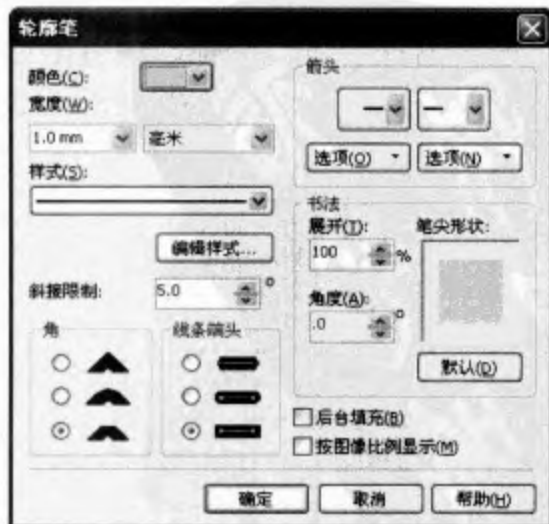 轮廓笔
颜色(C):
宽度(W):
1.0 mm 毫米
样式(S):
编辑样式...
斜接限制: 5.0 °
角
线条端头
箭头
选项(O) 选项(N)
书法
展开(T): 笔尖形状:
100 %
角度(A):
.0 °
默认(D)
后台填充(B)
按图像比例显示(M)
确定 取消 帮助(H)